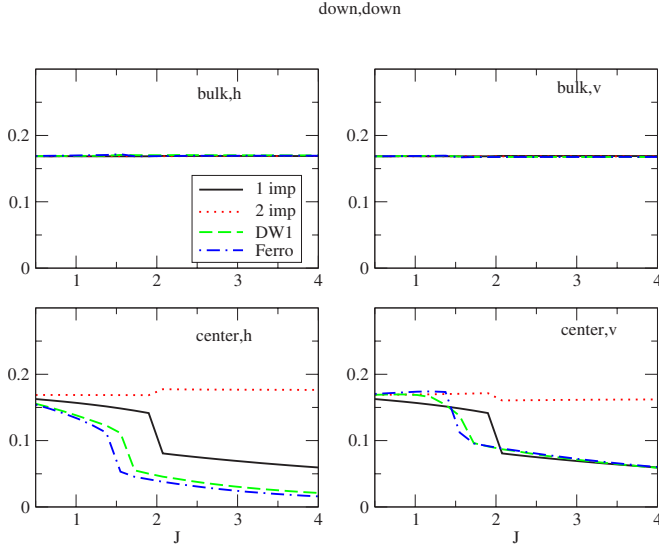 down,down
bulk,h
bulk,v
0.2
0.1
0
1 2 3 4
1 imp
2 imp
DW1
Ferro
0.2
0.1
0
1 2 3 4
center,h
center,v
0.2
0.1
0
1 2 3 4
J
0.2
0.1
0
1 2 3 4
J